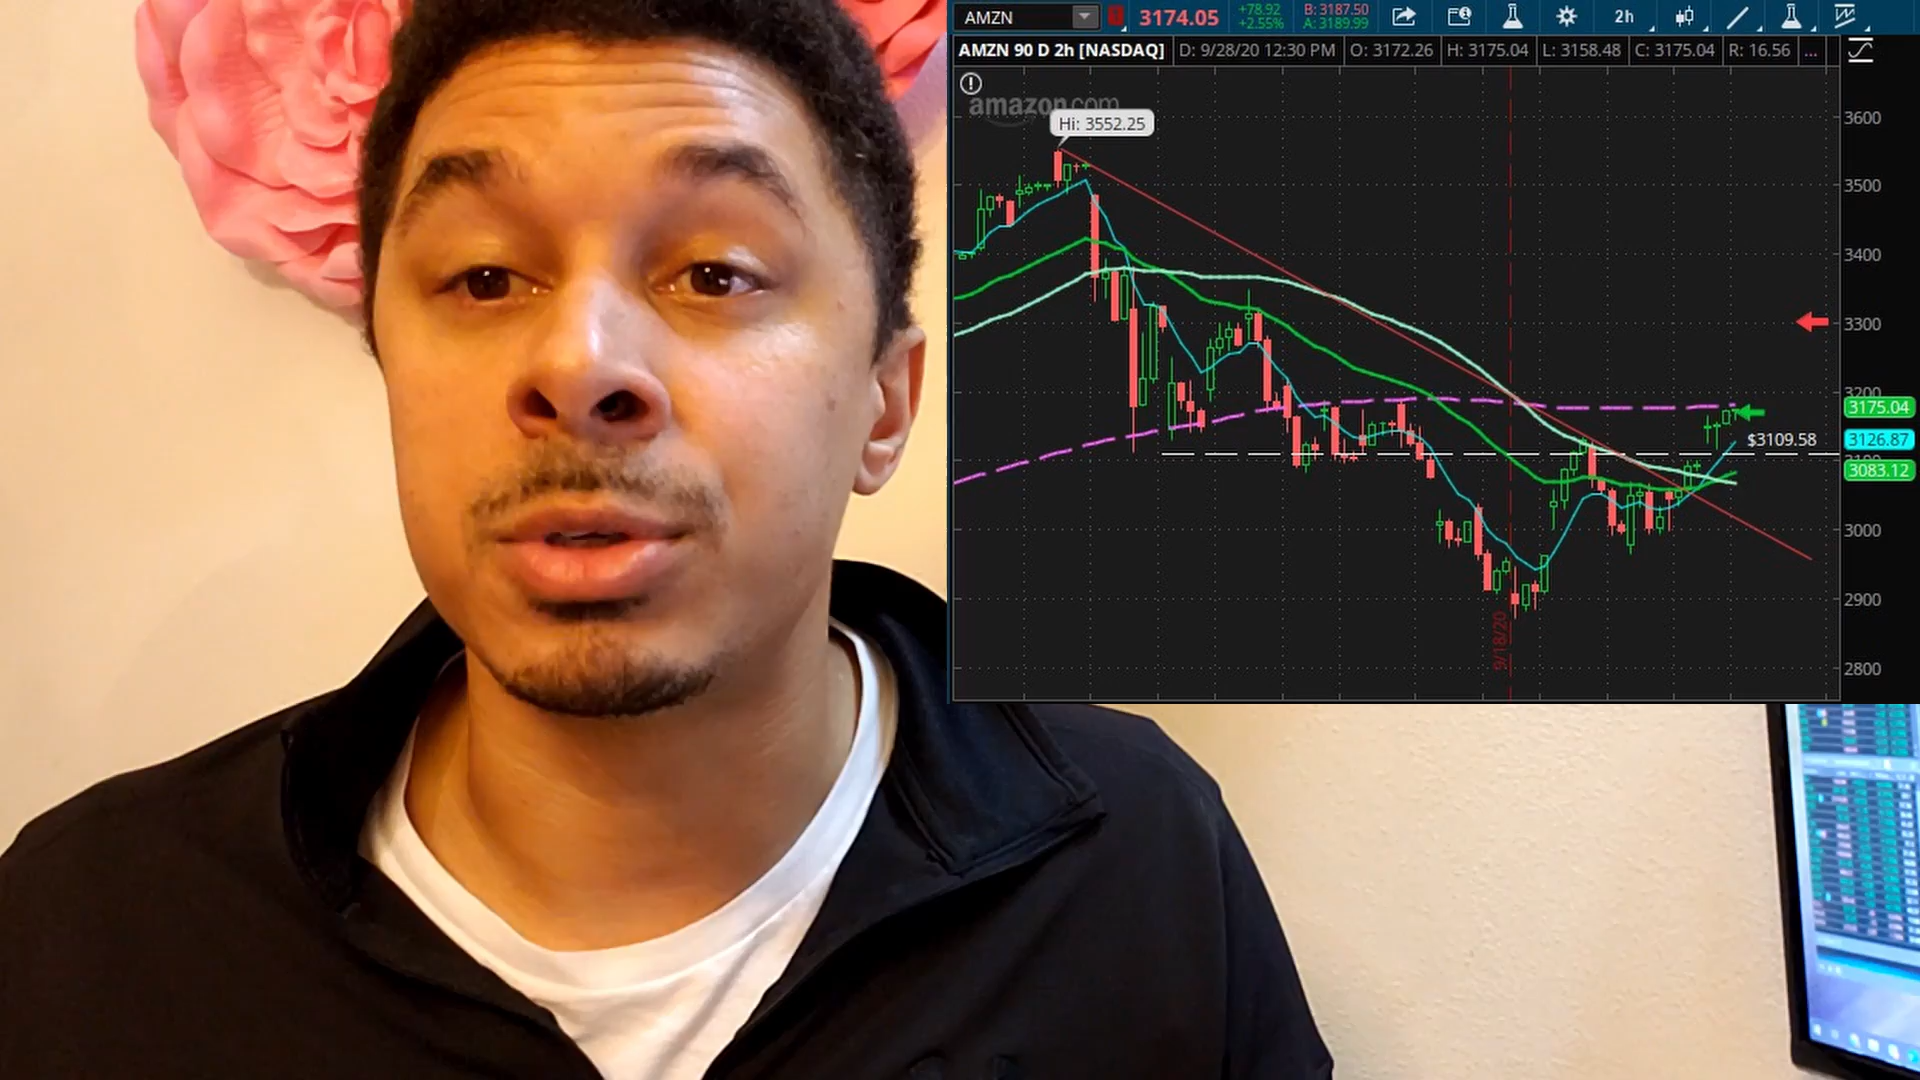 AMZN 3174.05 +78.92 B: 3187.50 2h
+2.55% A: 3189.99
AMZN 90 D 2h [NASDAQ] D: 9/28/20 12:30 PM O: 3172.26 H: 3175.04 L: 3158.48 C: 3175.04 R: 16.56 ...
amazon.com
Hi: 3552.25
3600
3500
3400
3300
3200
3175.04
$3109.58
3126.87
3100
3083.12
3000
2900
2800
9/18/20